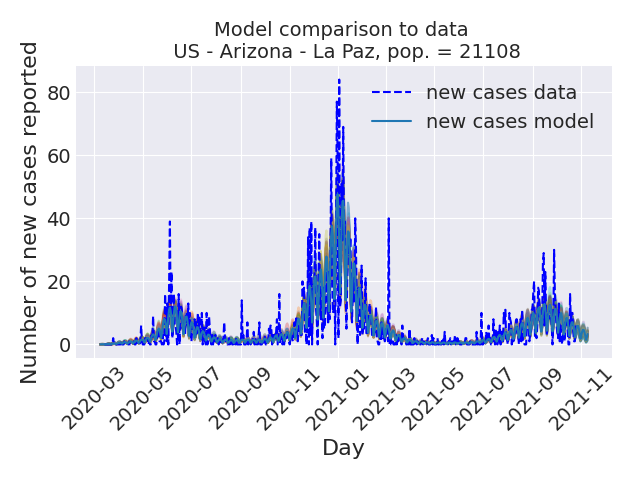 Model comparison to data
US - Arizona - La Paz, pop. = 21108
Number of new cases reported
80
60
40
20
0
new cases data
new cases model
2020-03
2020-05
2020-07
2020-09
2020-11
2021-01
2021-03
2021-05
2021-07
2021-09
2021-11
Day